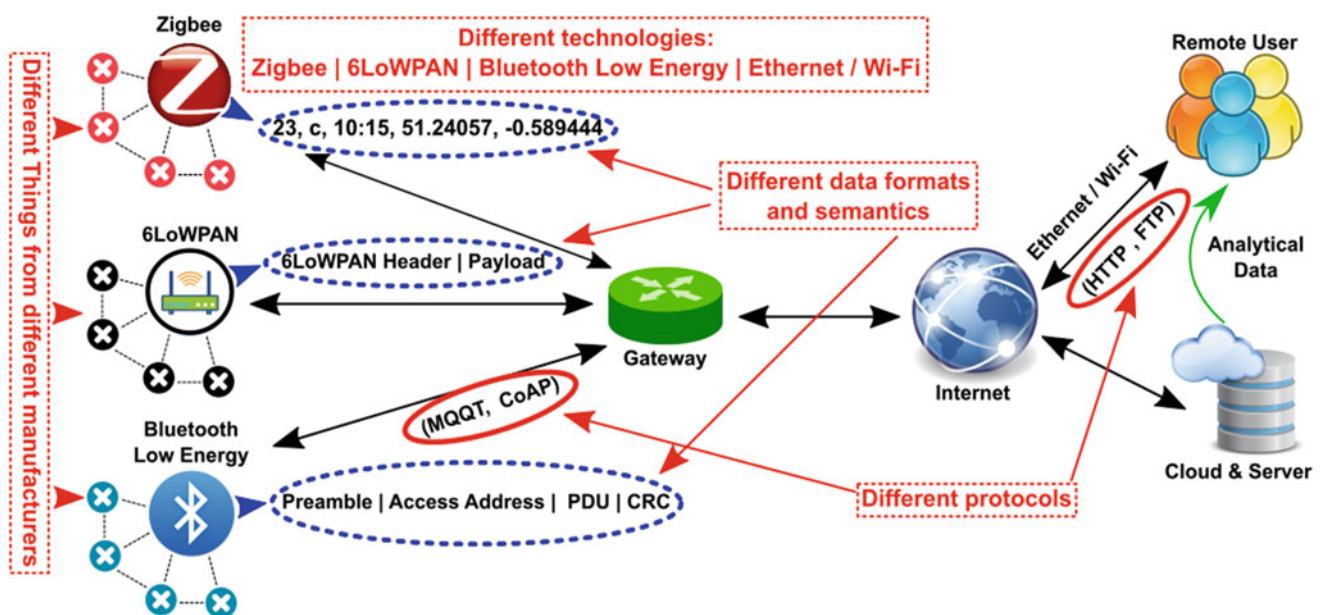 Zigbee
Different technologies:
Zigbee | 6LoWPAN | Bluetooth Low Energy | Ethernet / Wi-Fi
Remote User
Different Things from different manufacturers
23, c, 10:15, 51.24057, -0.589444
Different data formats
and semantics
Ethernet / Wi-Fi
(HTTP , FTP)
6LoWPAN
6LoWPAN Header | Payload
Analytical
Data
Gateway
Internet
(MQQT, CoAP)
Bluetooth
Low Energy
Cloud & Server
Preamble | Access Address | PDU | CRC
Different protocols